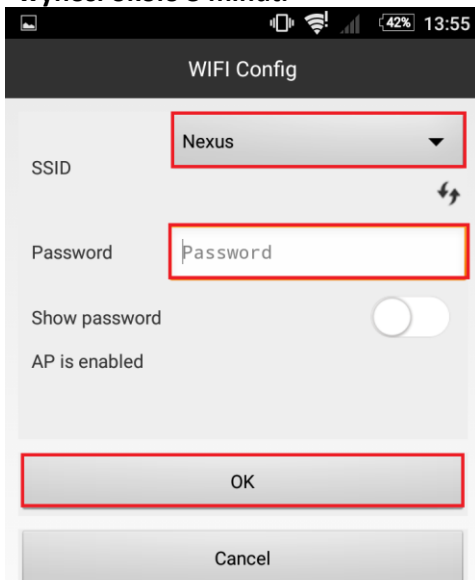 42% 13:55
WIFI Config
Nexus
SSID
Password Password
Show password
AP is enabled
OK
Cancel